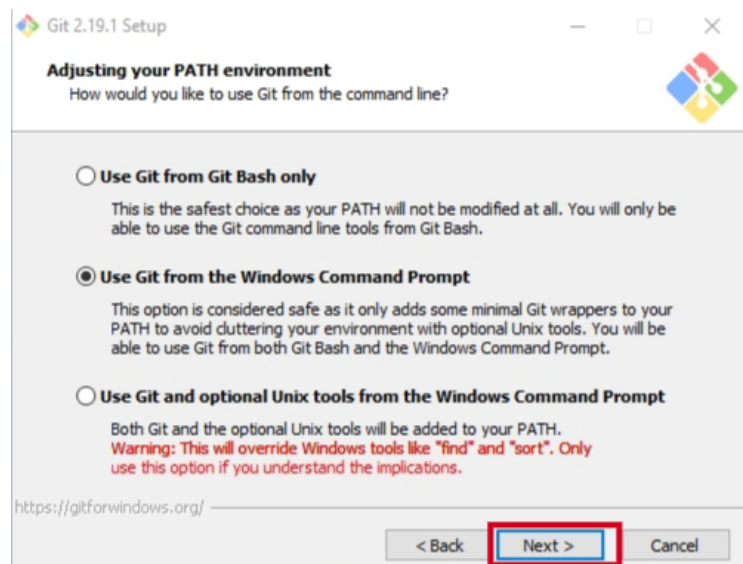 Git 2.19.1 Setup
Adjusting your PATH environment
How would you like to use Git from the command line?
Use Git from Git Bash only
This is the safest choice as your PATH will not be modified at all. You will only be
able to use the Git command line tools from Git Bash.
Use Git from the Windows Command Prompt
This option is considered safe as it only adds some minimal Git wrappers to your
PATH to avoid cluttering your environment with optional Unix tools. You will be
able to use Git from both Git Bash and the Windows Command Prompt.
Use Git and optional Unix tools from the Windows Command Prompt
Both Git and the optional Unix tools will be added to your PATH.
Warning: This will override Windows tools like "find" and "sort". Only
use this option if you understand the implications.
https://gitforwindows.org/
< Back Next > Cancel